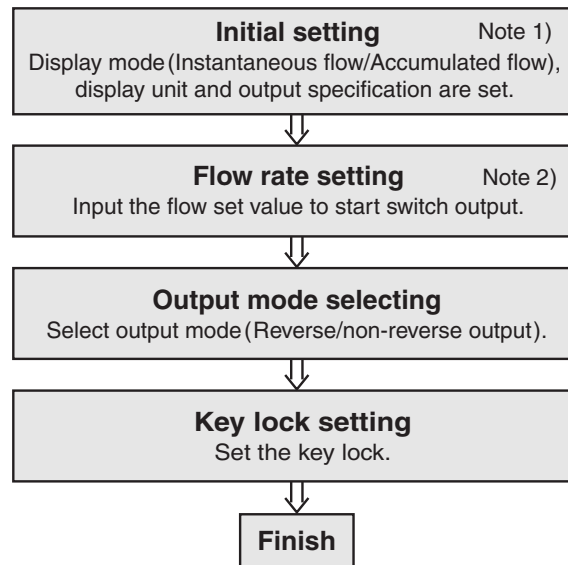 Initial setting Note 1)
Display mode(Instantaneous flow/Accumulated flow),
display unit and output specification are set.
Flow rate setting Note 2)
Input the flow set value to start switch output.
Output mode selecting
Select output mode(Reverse/non-reverse output).
Key lock setting
Set the key lock.
Finish